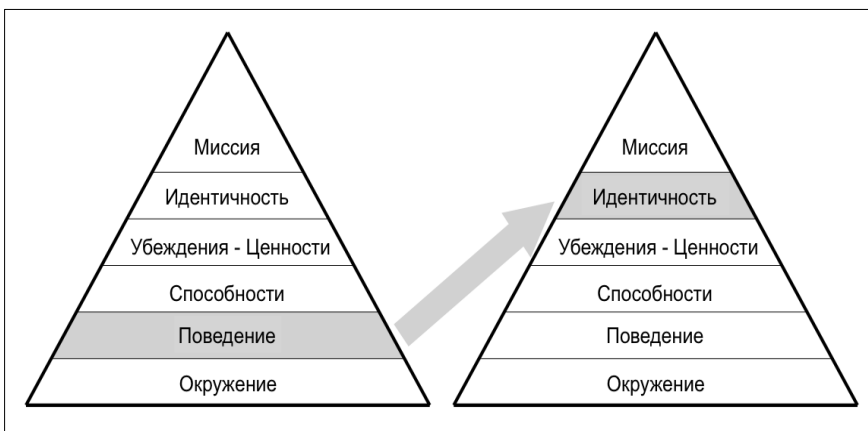 Миссия
Идентичность
Убеждения - Ценности
Способности
Поведение
Окружение
Миссия
Идентичность
Убеждения - Ценности
Способности
Поведение
Окружение